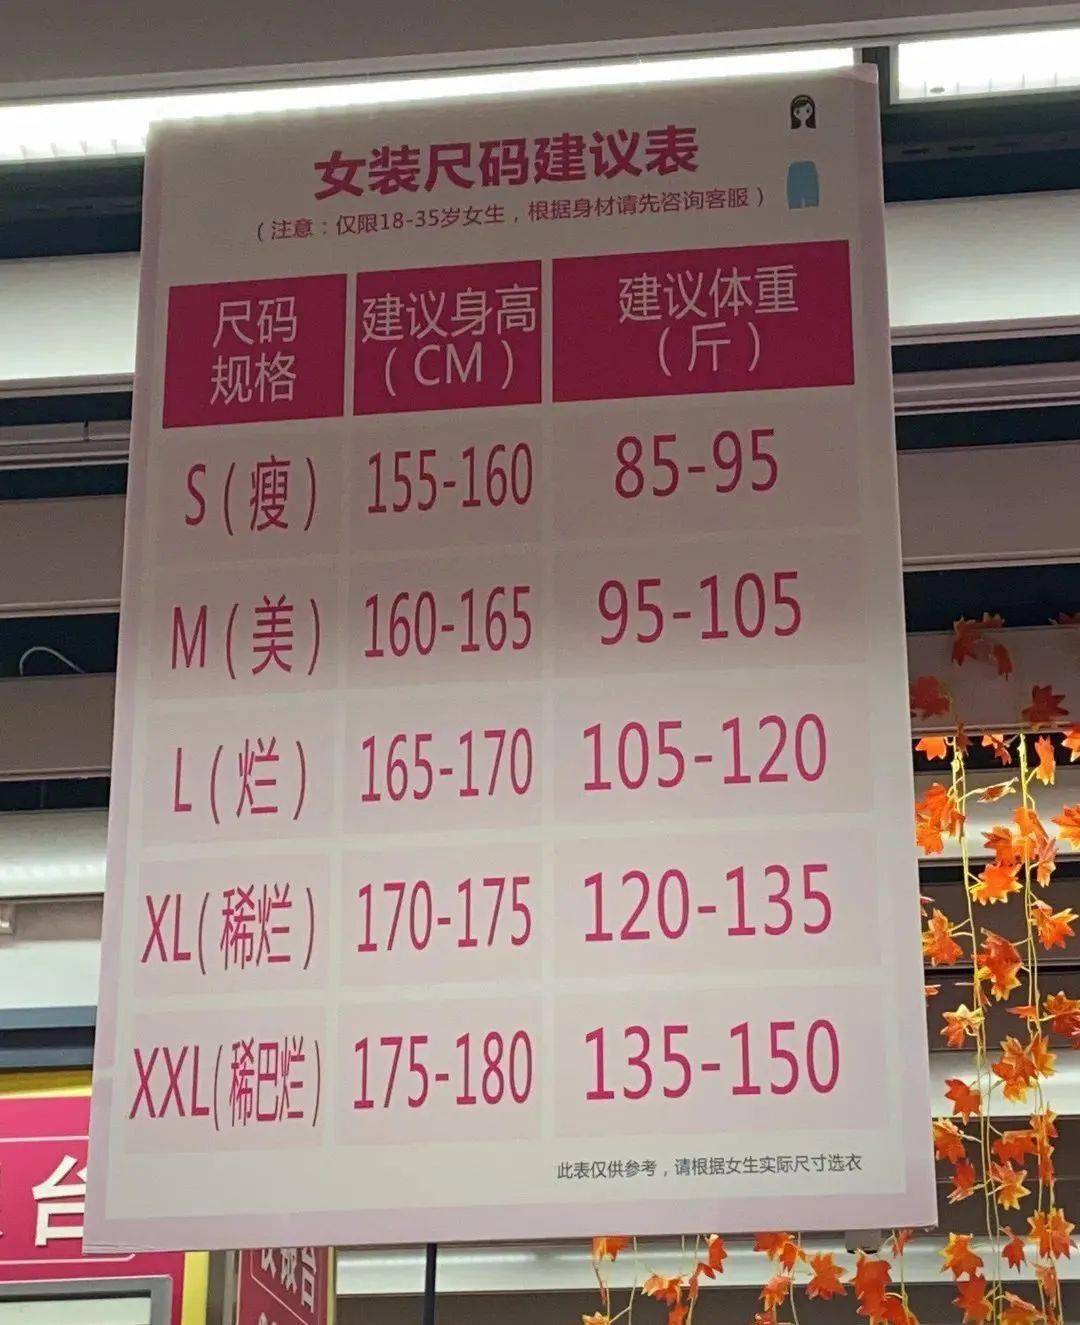 女装尺码建议表
（注意：仅限18-35岁女生，根据身材请先咨询客服）
尺码
规格
建议身高
（CM）
建议体重
（斤）
S（瘦） 155-160 85-95
M（美） 160-165 95-105
L（烂） 165-170 105-120
XL（稀烂） 170-175 120-135
XXL（稀巴烂） 175-180 135-150
此表仅供参考，请根据女生实际尺寸选衣
台
银台